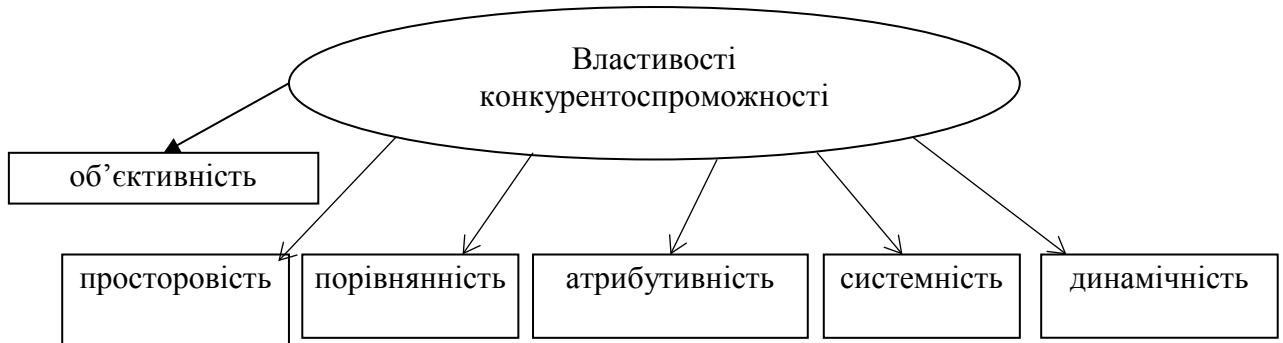 Властивості
конкурентоспроможності
об’єктивність
просторовість
порівнянність
атрибутивність
системність
динамічність